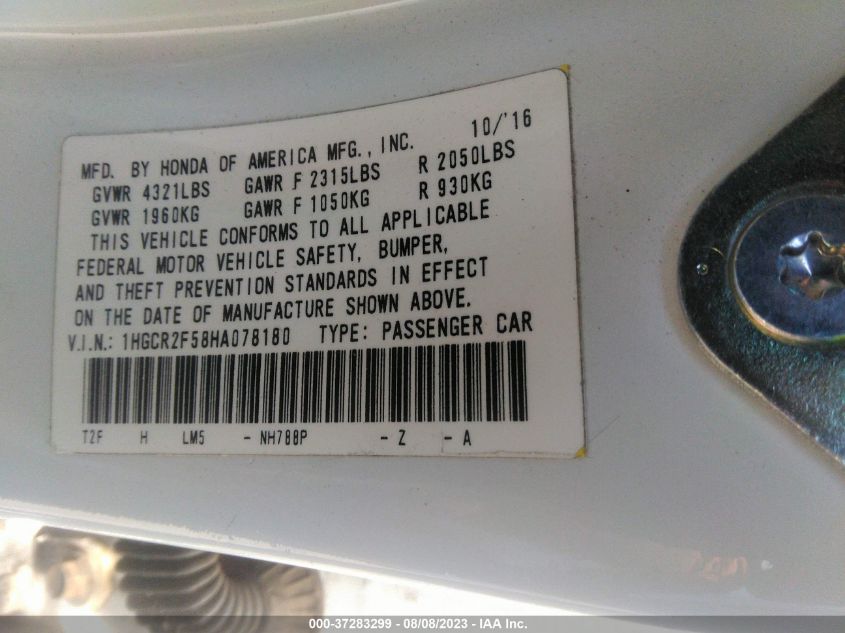 10/'16
MFD. BY HONDA OF AMERICA MFG., INC.
GVWR 4321LBS GAWR F 2315LBS R 2050LBS
GVWR 1960KG GAWR F 1050KG R 930KG
THIS VEHICLE CONFORMS TO ALL APPLICABLE
FEDERAL MOTOR VEHICLE SAFETY, BUMPER,
AND THEFT PREVENTION STANDARDS IN EFFECT
ON THE DATE OF MANUFACTURE SHOWN ABOVE.
V.I.N.: 1HGCR2F58HA078180 TYPE: PASSENGER CAR
T2F H LM5 - NH788P - Z - A
000-37283299 - 08/08/2023 - IAA Inc.